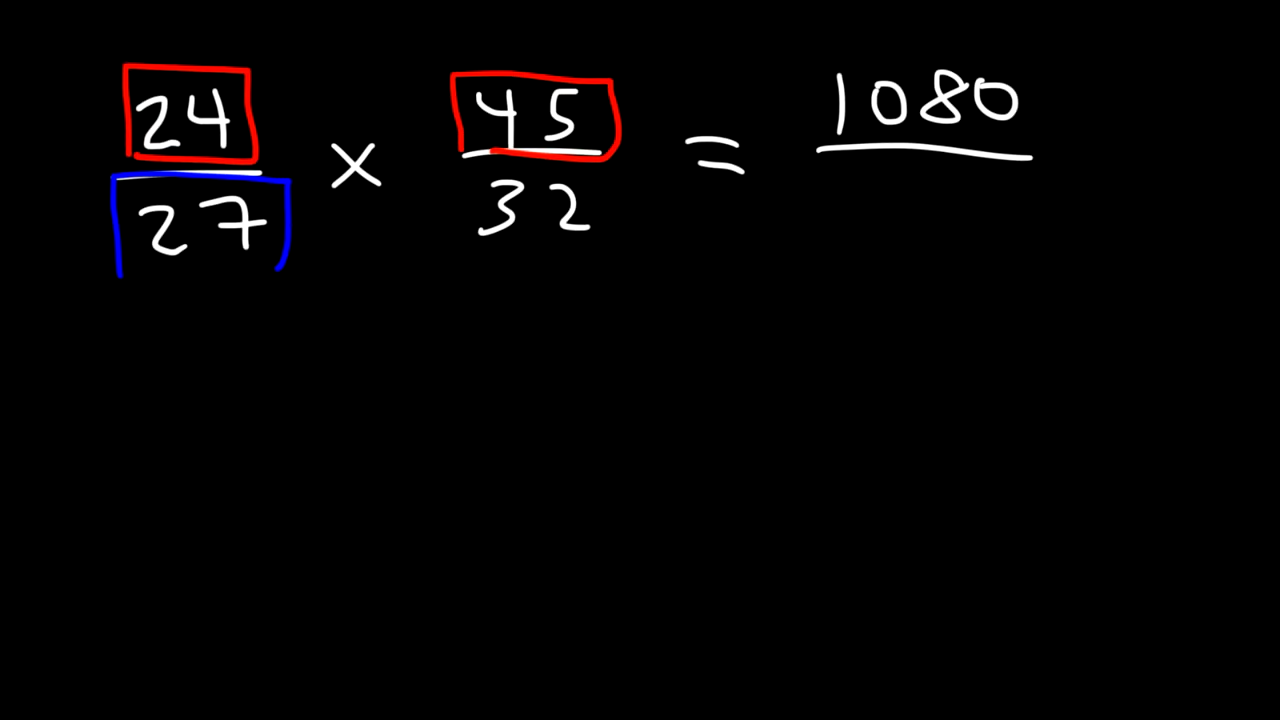 24/27 × 45/32 = 1080/